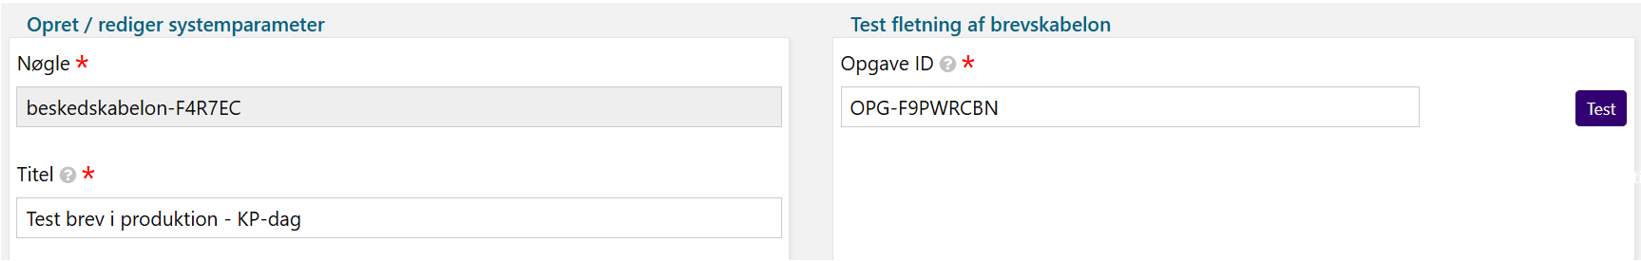 Opret / rediger systemparameter
Nøgle *
beskedskabelon-F4R7EC
Titel ? *
Test brev i produktion - KP-dag
Test fletning af brevskabelon
Opgave ID ? *
OPG-F9PWRCBN
Test